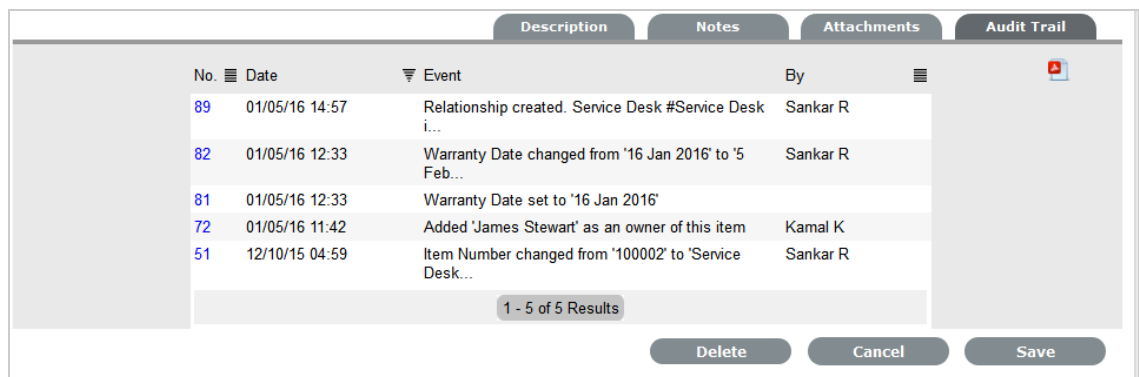 Description Notes Attachments Audit Trail
No. Date Event By
89 01/05/16 14:57 Relationship created. Service Desk #Service Desk Sankar R
i...
82 01/05/16 12:33 Warranty Date changed from '16 Jan 2016' to '5 Sankar R
Feb...
81 01/05/16 12:33 Warranty Date set to '16 Jan 2016'
72 01/05/16 11:42 Added 'James Stewart' as an owner of this item Kamal K
51 12/10/15 04:59 Item Number changed from '100002' to 'Service Sankar R
Desk...
1 - 5 of 5 Results
Delete Cancel Save